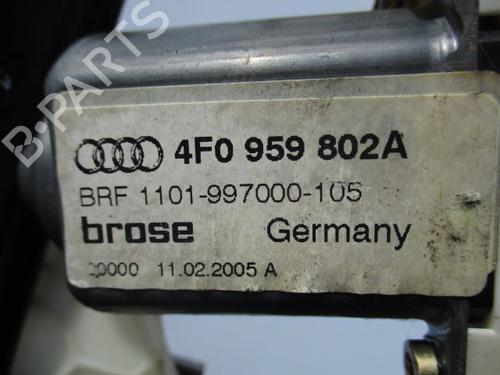 4F0 959 802A
BRF 1101-997000-105
brose Germany
11.02.2005 A
B-PARTS